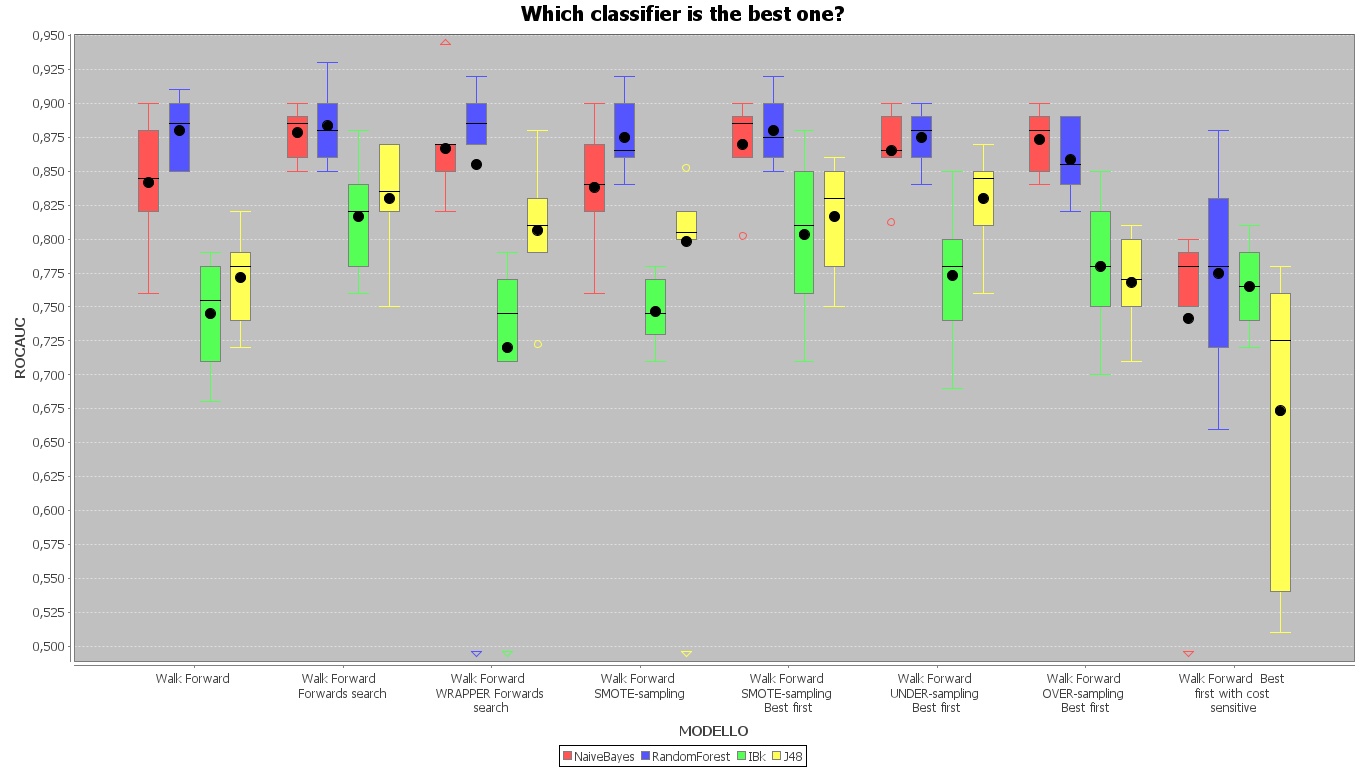 Which classifier is the best one?
0,950
0,925
0,900
0,875
0,850
0,825
0,800
0,775
0,750
0,725
0,700
0,675
0,650
0,625
0,600
0,575
0,550
0,525
0,500
ROCAUC
Walk Forward
Walk Forward
Forwards search
Walk Forward
WRAPPER Forwards
search
Walk Forward
SMOTE-sampling
Walk Forward
SMOTE-sampling
Best first
Walk Forward
UNDER-sampling
Best first
Walk Forward
OVER-sampling
Best first
Walk Forward Best
first with cost
sensitive
MODELLO
NaiveBayes RandomForest IBk J48